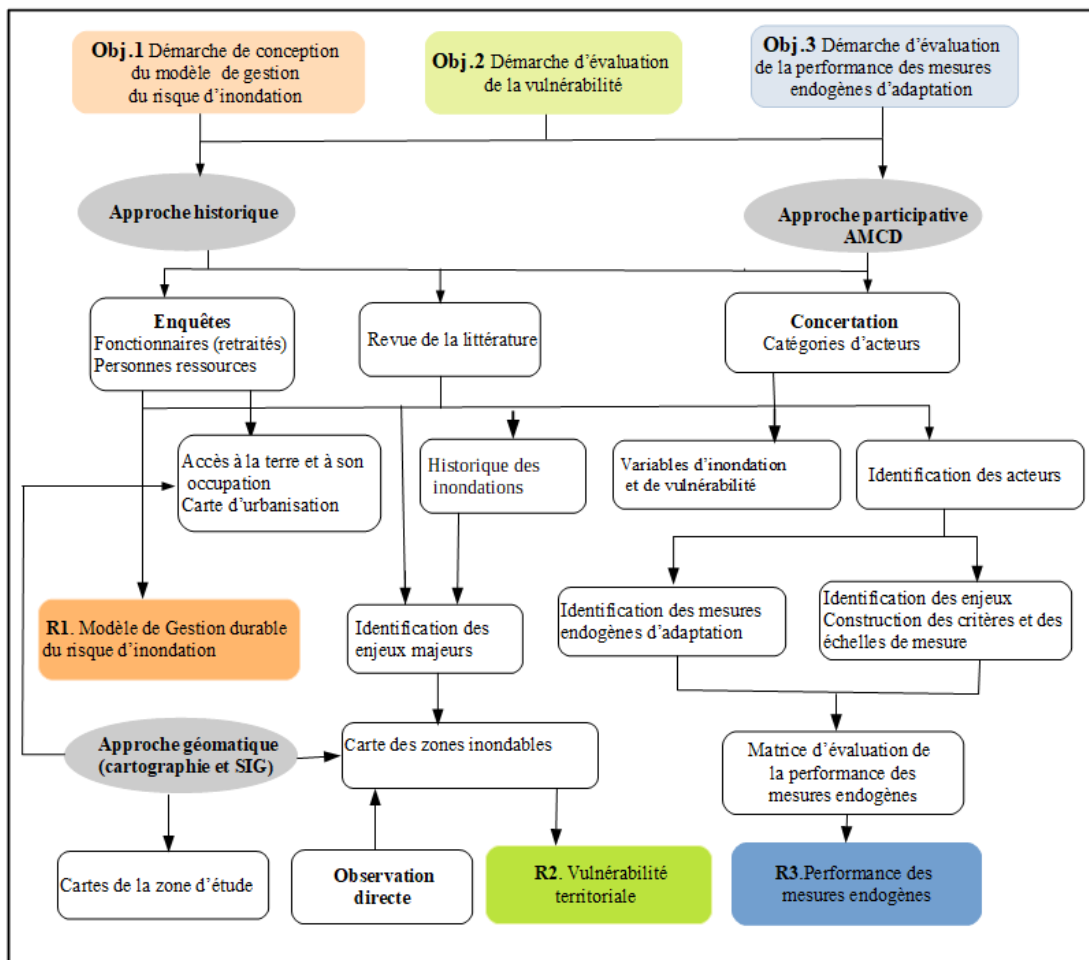 Obj.1 Démarche de conception
du modèle de gestion
du risque d'inondation
Obj.2 Démarche d'évaluation
de la vulnérabilité
Obj.3 Démarche d'évaluation
de la performance des mesures
endogènes d'adaptation
Approche historique
Approche participative
AMCD
Enquêtes
Fonctionnaires (retraités)
Personnes ressources
Revue de la littérature
Concertation
Catégories d'acteurs
Accès à la terre et à son
occupation
Carte d'urbanisation
Historique des
inondations
Variables d'inondation
et de vulnérabilité
Identification des acteurs
R1. Modèle de Gestion durable
du risque d'inondation
Identification des
enjeux majeurs
Identification des mesures
endogènes d'adaptation
Identification des enjeux
Construction des critères et des
échelles de mesure
Approche géomatique
(cartographie et SIG)
Carte des zones inondables
Matrice d'évaluation de
la performance des
mesures endogènes
Cartes de la zone d'étude
Observation
directe
R2. Vulnérabilité
territoriale
R3.Performance des
mesures endogènes